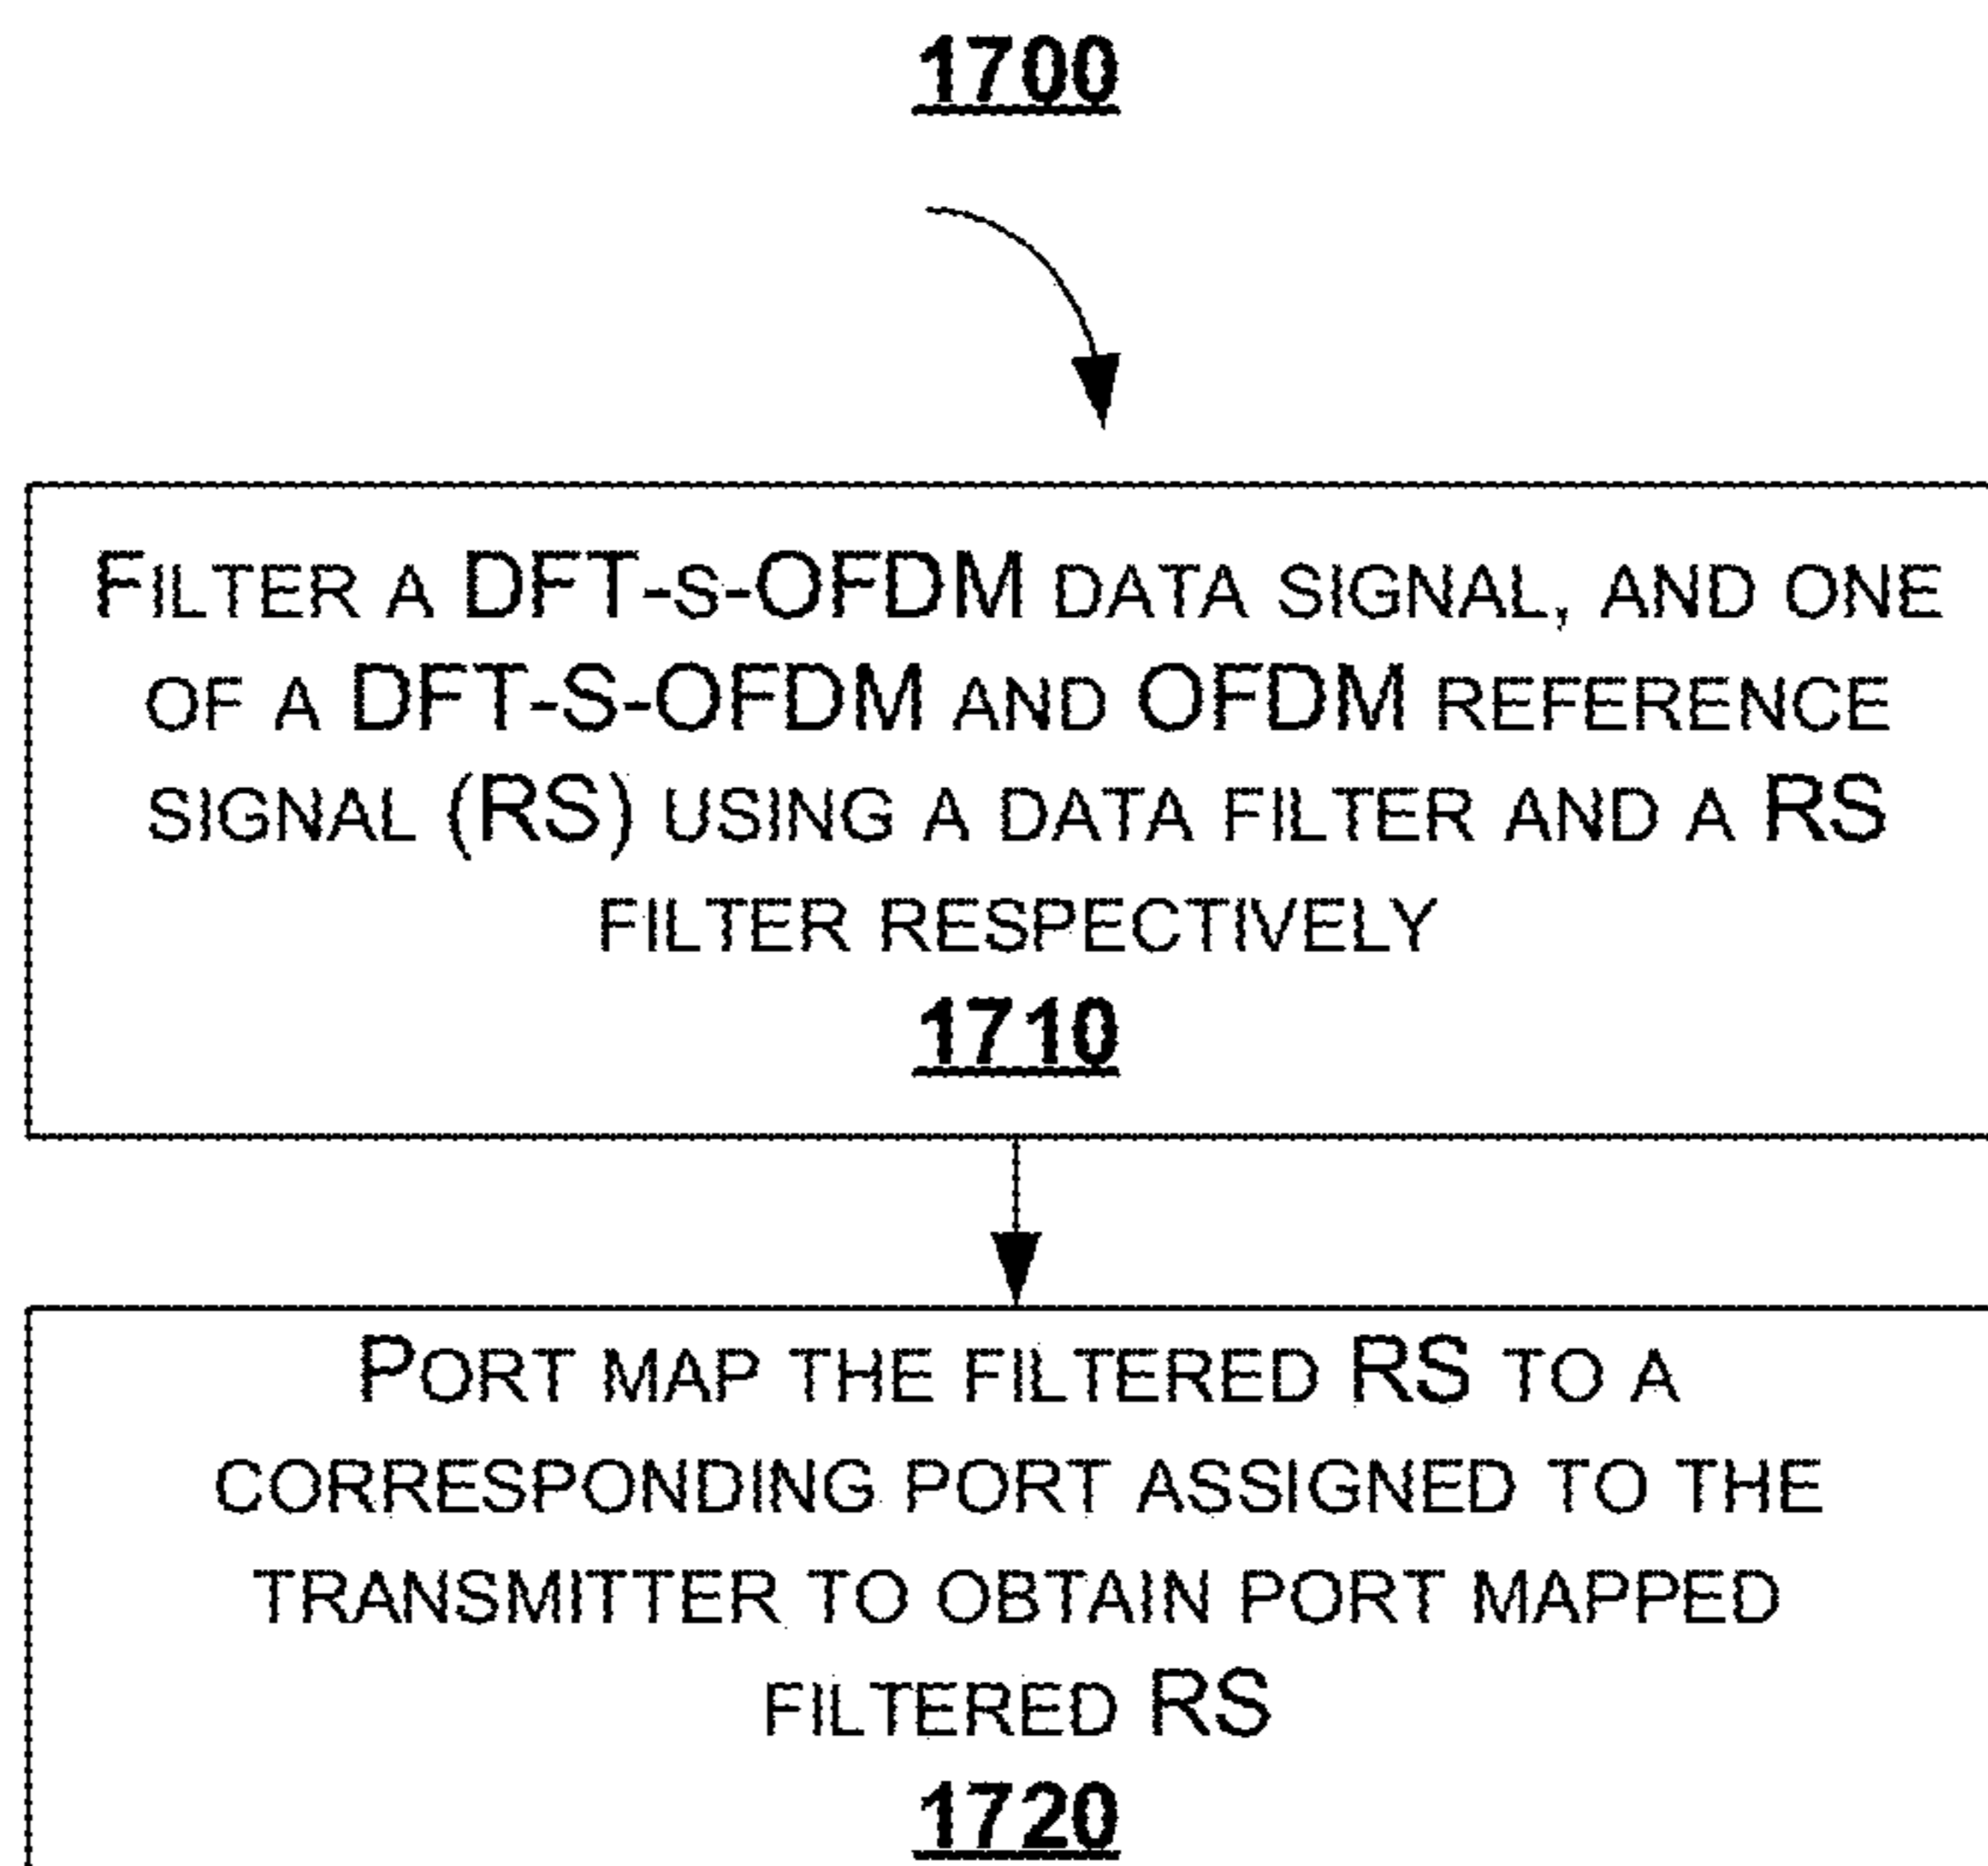 1700
FILTER A DFT-S-OFDM DATA SIGNAL, AND ONE
OF A DFT-S-OFDM AND OFDM REFERENCE
SIGNAL (RS) USING A DATA FILTER AND A RS
FILTER RESPECTIVELY
1710
PORT MAP THE FILTERED RS TO A
CORRESPONDING PORT ASSIGNED TO THE
TRANSMITTER TO OBTAIN PORT MAPPED
FILTERED RS
1720